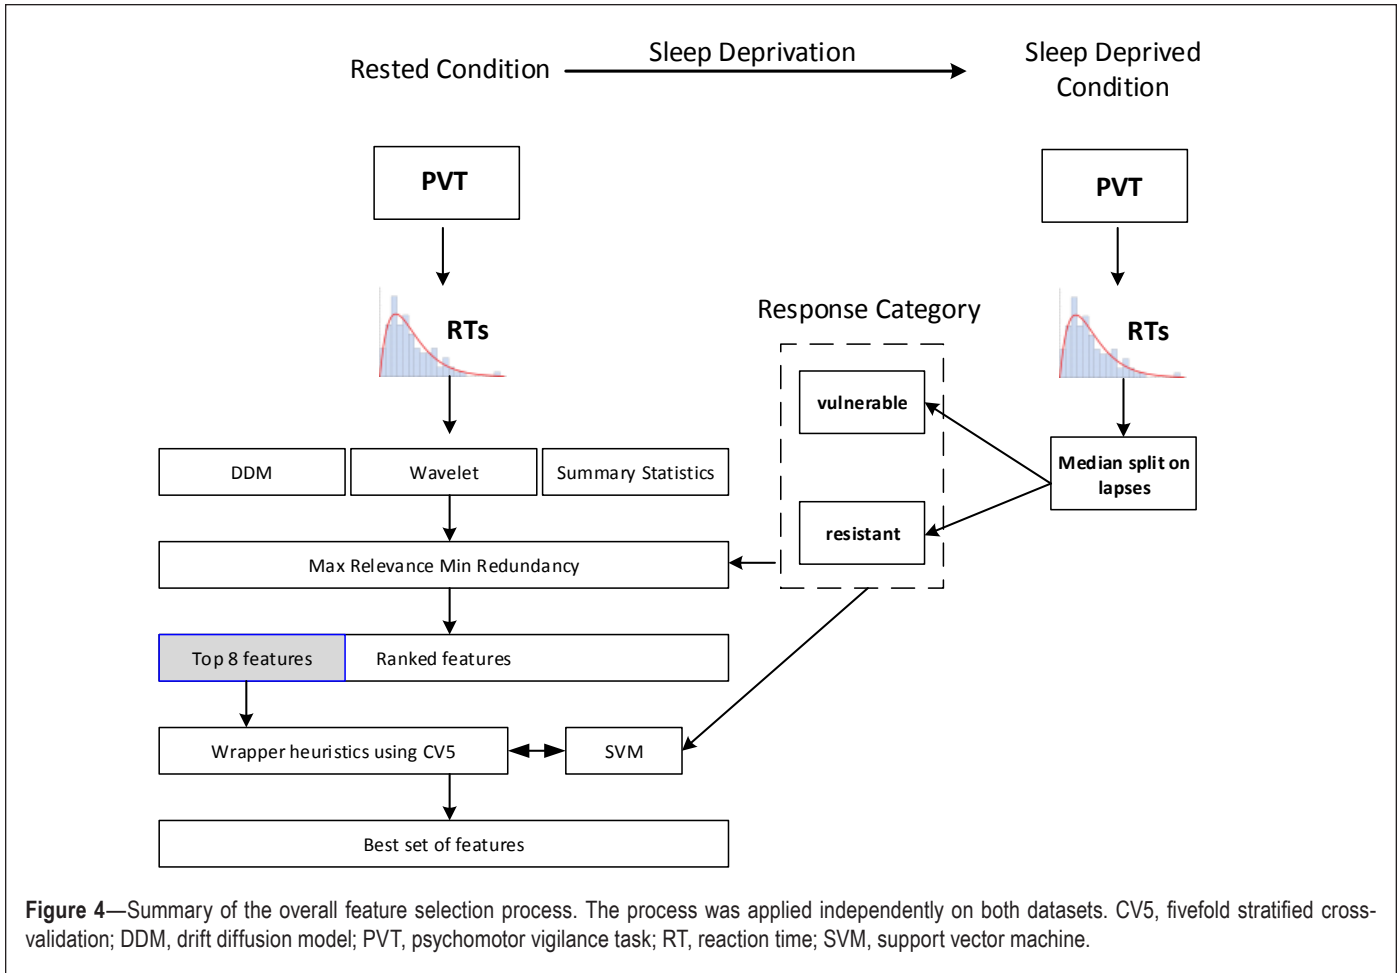 Rested Condition
Sleep Deprivation
Sleep Deprived
Condition
PVT
PVT
RTs
RTs
Response Category
vulnerable
resistant
Median split on
lapses
DDM
Wavelet
Summary Statistics
Max Relevance Min Redundancy
Top 8 features
Ranked features
Wrapper heuristics using CV5
SVM
Best set of features
Figure 4—Summary of the overall feature selection process. The process was applied independently on both datasets. CV5, fivefold stratified cross-
validation; DDM, drift diffusion model; PVT, psychomotor vigilance task; RT, reaction time; SVM, support vector machine.